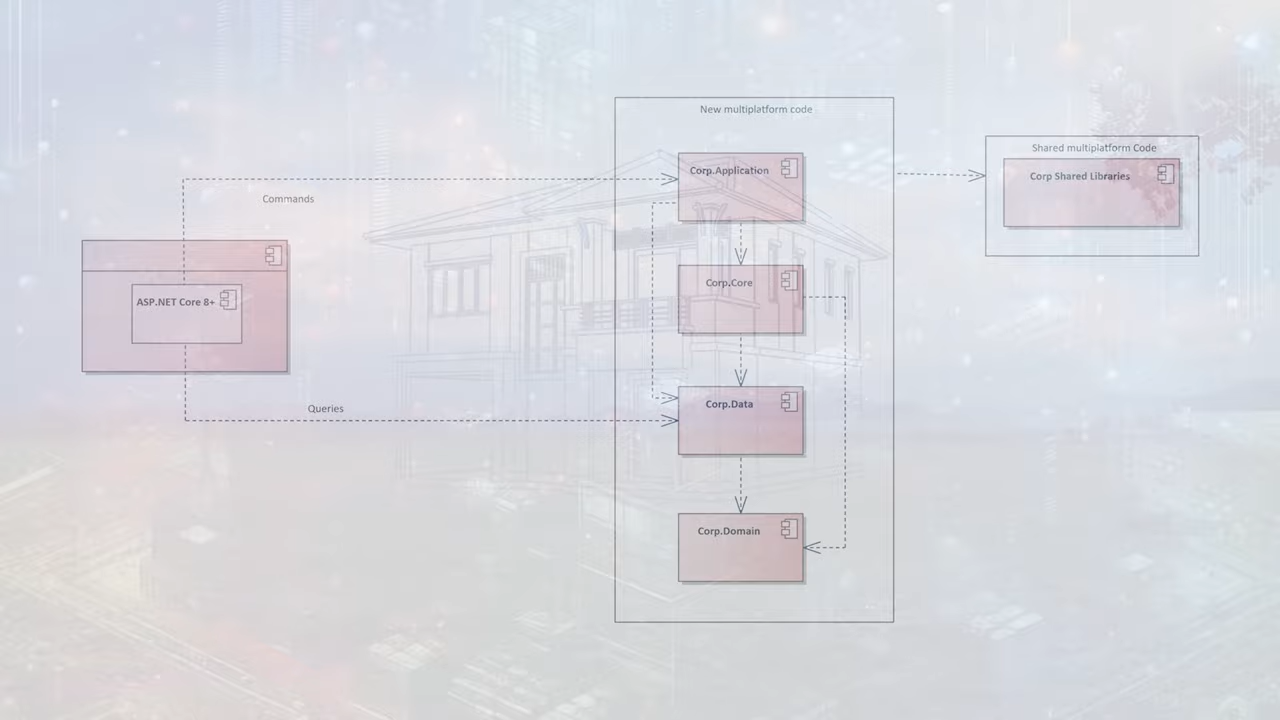 New multiplatform code
Shared multiplatform Code
Corp.Application
Corp Shared Libraries
Commands
Corp.Core
ASP.NET Core 8+
Corp.Data
Queries
Corp.Domain